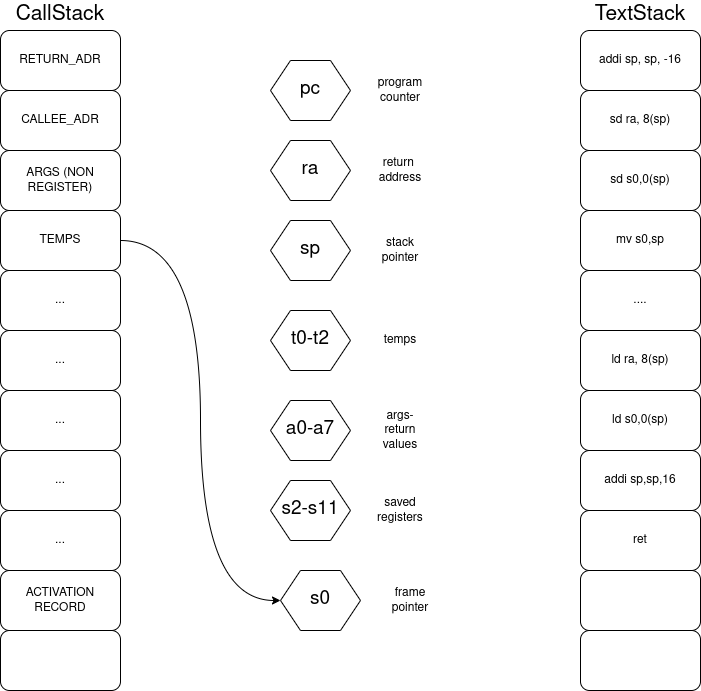 CallStack
RETURN_ADR
CALLEE_ADR
ARGS (NON
REGISTER)
TEMPS
...
...
...
...
...
ACTIVATION
RECORD
pc
program
counter
ra
return
address
sp
stack
pointer
t0-t2
temps
a0-a7
args-
return
values
s2-s11
saved
registers
s0
frame
pointer
TextStack
addi sp, sp, -16
sd ra, 8(sp)
sd s0,0(sp)
mv s0,sp
....
ld ra, 8(sp)
ld s0,0(sp)
addi sp,sp,16
ret